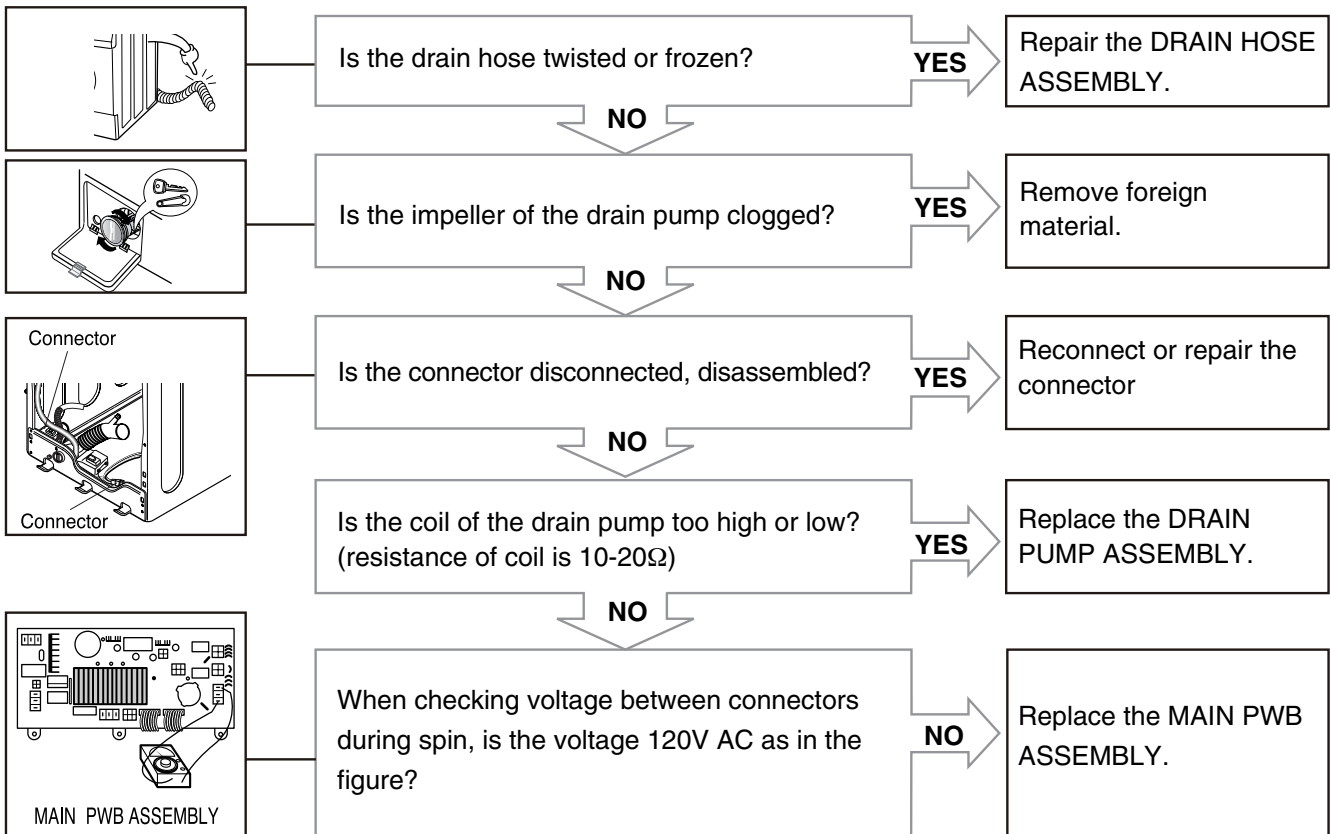 Is the drain hose twisted or frozen?
YES
Repair the DRAIN HOSE
ASSEMBLY.
NO
Is the impeller of the drain pump clogged?
YES
Remove foreign
material.
NO
Connector
Connector
Is the connector disconnected, disassembled?
YES
Reconnect or repair the
connector
NO
Is the coil of the drain pump too high or low?
(resistance of coil is 10-20Ω)
YES
Replace the DRAIN
PUMP ASSEMBLY.
NO
MAIN PWB ASSEMBLY
When checking voltage between connectors
during spin, is the voltage 120V AC as in the
figure?
NO
Replace the MAIN PWB
ASSEMBLY.